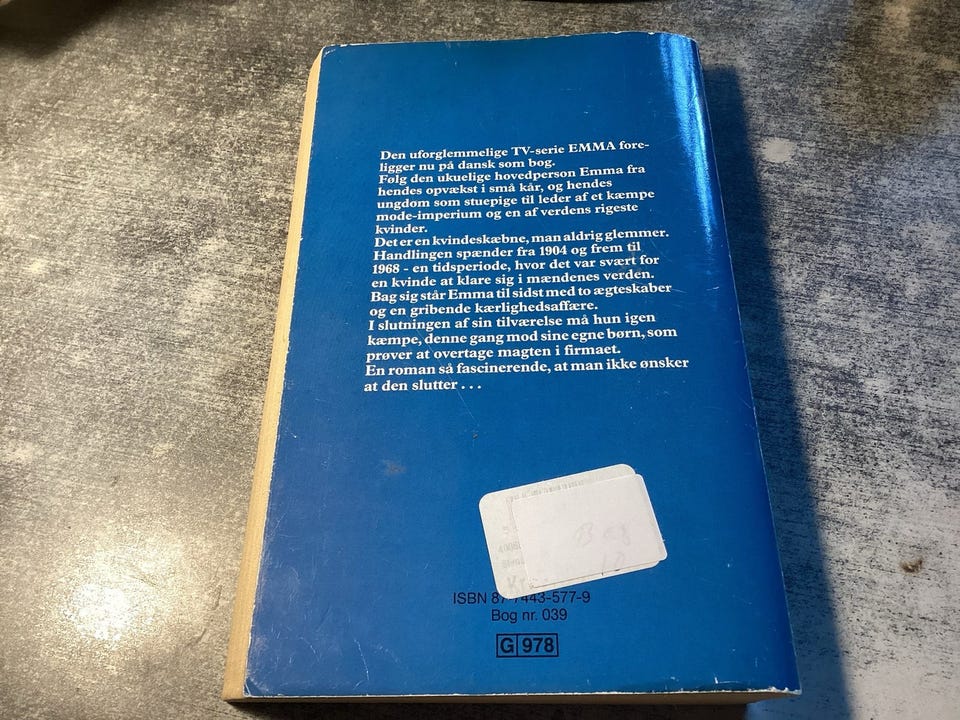 Den uforglemmelige TV-serie EMMA fore-
ligger nu på dansk som bog.
Følg den ukuelige hovedperson Emma fra
hendes opvækst i små kår, og hendes
ungdom som stuepige til leder af et kæmpe
mode-imperium og en af verdens rigeste
kvinder.
Det er en kvindeskæbne, man aldrig glemmer.
Handlingen spænder fra 1904 og frem til
1968 - en tidsperiode, hvor det var svært for
en kvinde at klare sig i mændenes verden.
Bag sig står Emma til sidst med to ægteskaber
og en gribende kærlighedsaffære.
I slutningen af sin tilværelse må hun igen
kæmpe, denne gang mod sine egne børn, som
prøver at overtage magten i firmaet.
En roman så fascinerende, at man ikke ønsker
at den slutter . . .
ISBN 87-7443-577-9
Bog nr. 039
G 978